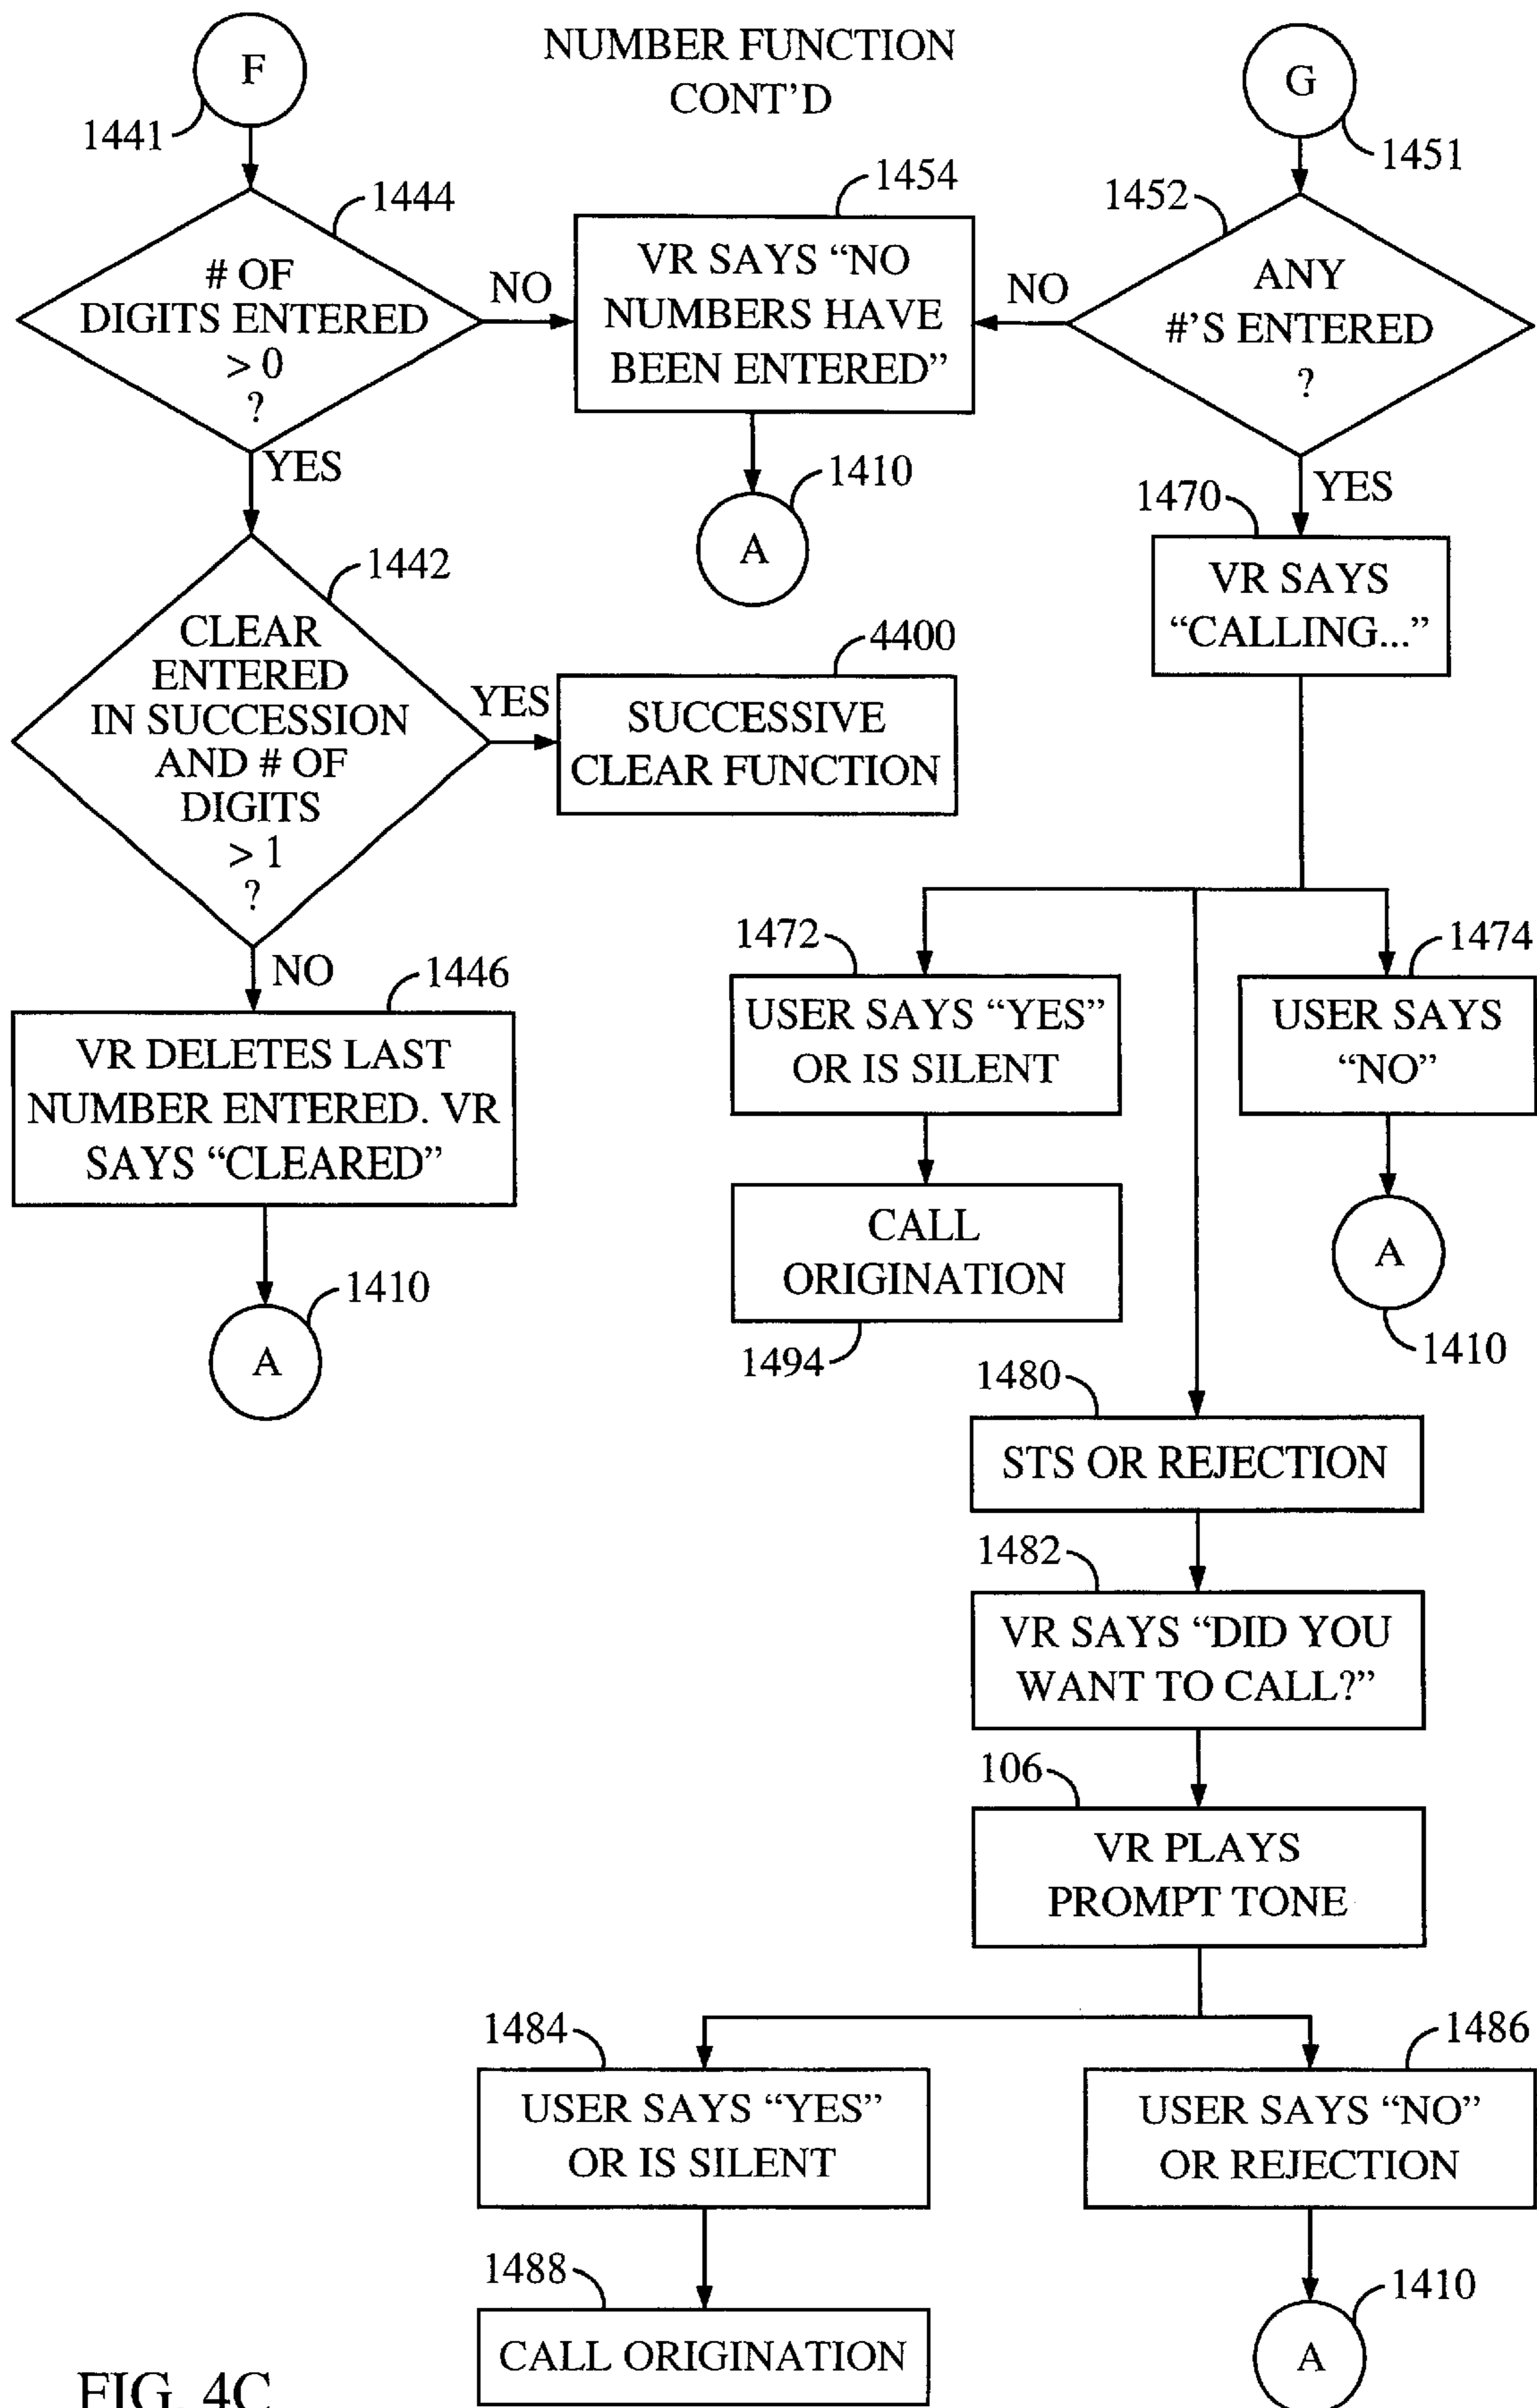 NUMBER FUNCTION
CONT'D
F
1441
G
1451
1444
# OF
DIGITS ENTERED
> 0
?
NO
YES
1454
VR SAYS “NO
NUMBERS HAVE
BEEN ENTERED”
1410
A
1452
ANY
#'S ENTERED
?
NO
YES
1442
CLEAR
ENTERED
IN SUCCESSION
AND # OF
DIGITS
> 1
?
YES
NO
4400
SUCCESSIVE
CLEAR FUNCTION
1470
VR SAYS
“CALLING...”
1446
VR DELETES LAST
NUMBER ENTERED. VR
SAYS “CLEARED”
1410
A
1472
USER SAYS “YES”
OR IS SILENT
CALL
ORIGINATION
1494
1474
USER SAYS
“NO”
A
1410
1480
STS OR REJECTION
1482
VR SAYS “DID YOU
WANT TO CALL?”
106
VR PLAYS
PROMPT TONE
1484
USER SAYS “YES”
OR IS SILENT
1486
USER SAYS “NO”
OR REJECTION
1488
CALL ORIGINATION
1410
A
FIG. 4C